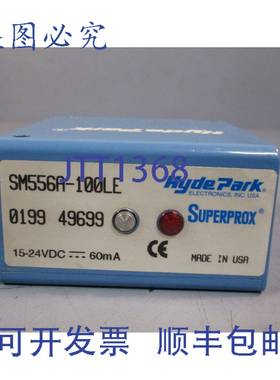 盗图必究
JTT1368
SM556A-100LE
Hyde Park
ELECTRONICS, INC. USA
0199 49699
SUPERPROX®
15-24VDC ⎓ 60mA
CE
MADE IN USA
可开发票 顺丰包邮